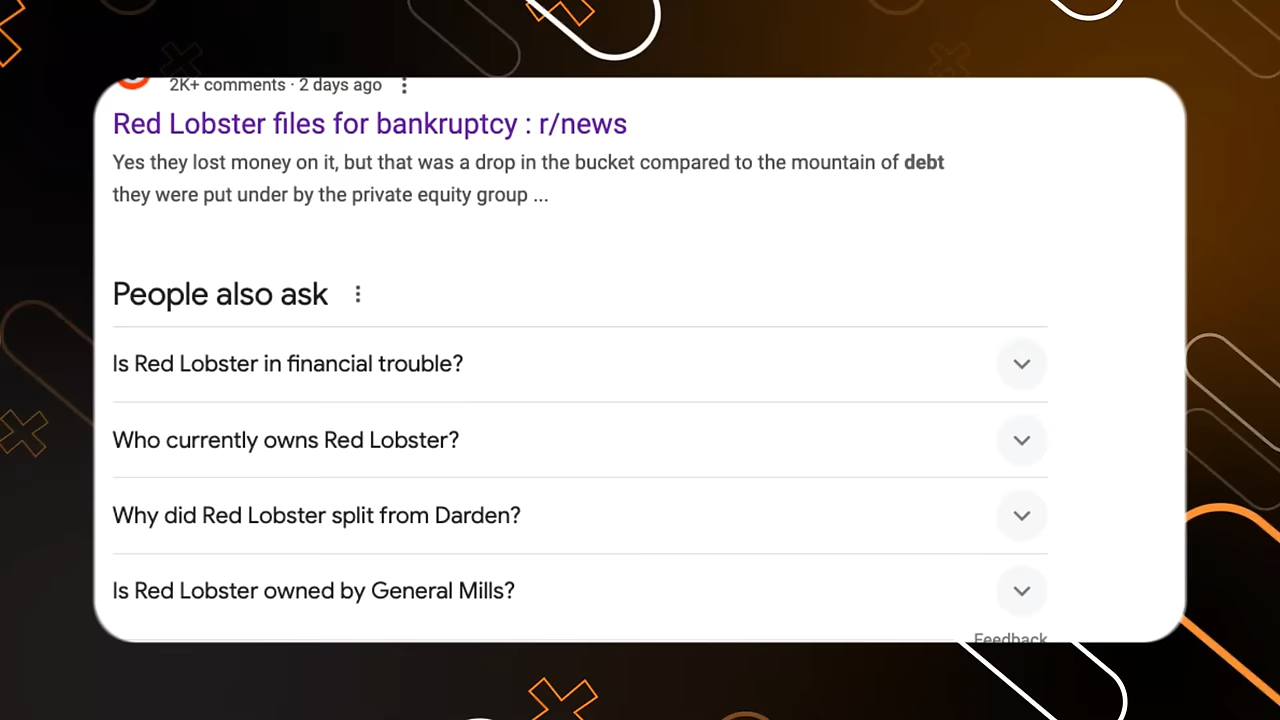 2K+ comments · 2 days ago
Red Lobster files for bankruptcy : r/news
Yes they lost money on it, but that was a drop in the bucket compared to the mountain of debt
they were put under by the private equity group ...
People also ask
Is Red Lobster in financial trouble?
Who currently owns Red Lobster?
Why did Red Lobster split from Darden?
Is Red Lobster owned by General Mills?
Feedback